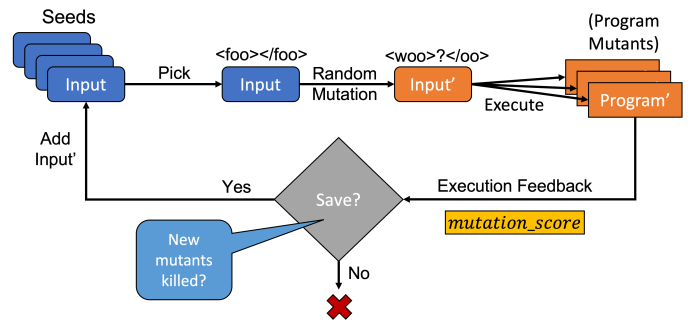 Seeds
(Program
Mutants)
<foo></foo>
<woo>?</oo>
Input
Pick
Input
Random
Mutation
Input’
Execute
Program’
Add
Input’
Yes
Save?
Execution Feedback
mutation_score
New
mutants
killed?
No